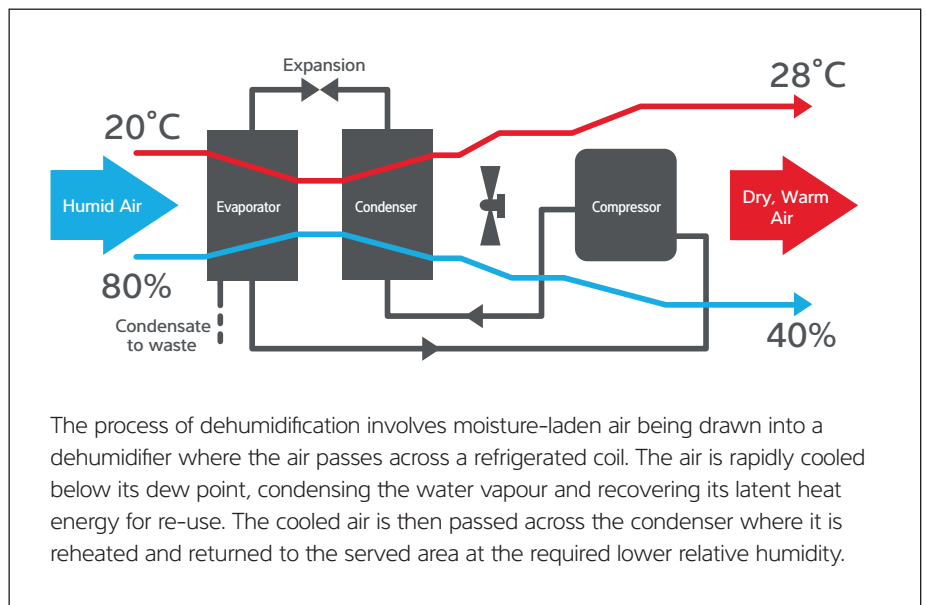 Expansion
28°C
20°C
Humid Air
Evaporator
Condenser
Compressor
Dry, Warm
Air
80%
Condensate
to waste
40%
The process of dehumidification involves moisture-laden air being drawn into a
dehumidifier where the air passes across a refrigerated coil. The air is rapidly cooled
below its dew point, condensing the water vapour and recovering its latent heat
energy for re-use. The cooled air is then passed across the condenser where it is
reheated and returned to the served area at the required lower relative humidity.